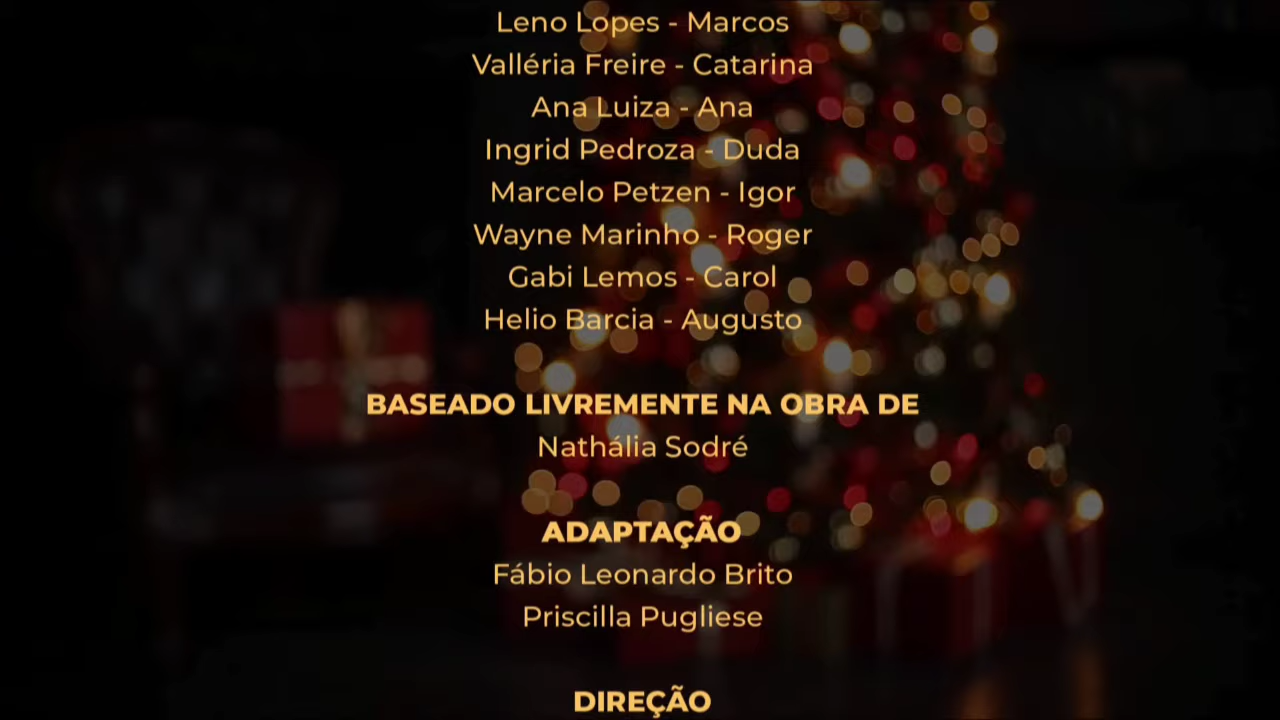 Leno Lopes - Marcos
Valléria Freire - Catarina
Ana Luiza - Ana
Ingrid Pedroza - Duda
Marcelo Petzen - Igor
Wayne Marinho - Roger
Gabi Lemos - Carol
Helio Barcia - Augusto
BASEADO LIVREMENTE NA OBRA DE
Nathália Sodré
ADAPTAÇÃO
Fábio Leonardo Brito
Priscilla Pugliese
DIREÇÃO